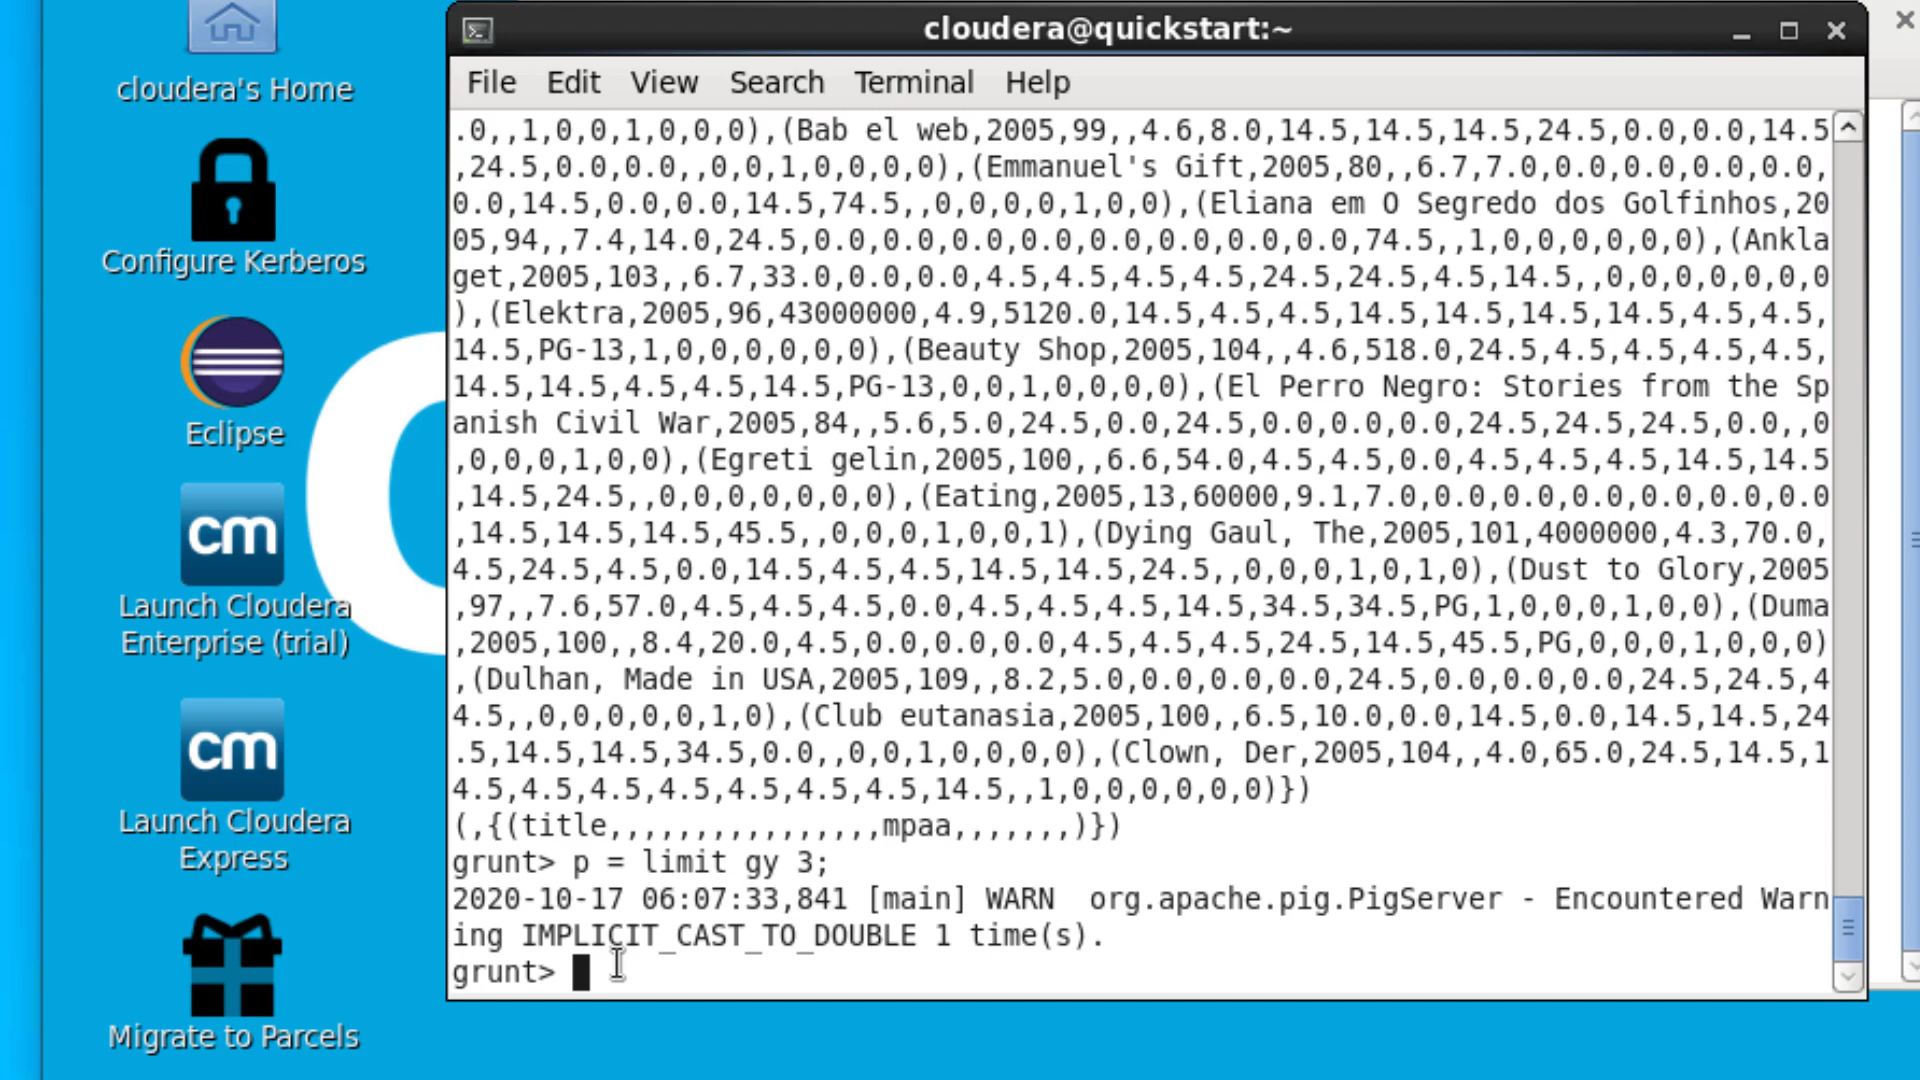 cloudera@quickstart:~
File Edit View Search Terminal Help
.0,,1,0,0,1,0,0,0),(Bab el web,2005,99,,4.6,8.0,14.5,14.5,14.5,24.5,0.0,0.0,14.5
,24.5,0.0,0.0,,0,0,1,0,0,0,0),(Emmanuel's Gift,2005,80,,6.7,7.0,0.0,0.0,0.0,0.0,
0.0,14.5,0.0,0.0,14.5,74.5,,0,0,0,0,1,0,0),(Eliana em O Segredo dos Golfinhos,20
05,94,,7.4,14.0,24.5,0.0,0.0,0.0,0.0,0.0,0.0,0.0,0.0,74.5,,1,0,0,0,0,0,0),(Ankla
get,2005,103,,6.7,33.0,0.0,0.0,4.5,4.5,4.5,4.5,24.5,24.5,4.5,14.5,,0,0,0,0,0,0,0
),(Elektra,2005,96,43000000,4.9,5120.0,14.5,4.5,4.5,14.5,14.5,14.5,14.5,4.5,4.5,
14.5,PG-13,1,0,0,0,0,0,0),(Beauty Shop,2005,104,,4.6,518.0,24.5,4.5,4.5,4.5,4.5,
14.5,14.5,4.5,4.5,14.5,PG-13,0,0,1,0,0,0,0),(El Perro Negro: Stories from the Sp
anish Civil War,2005,84,,5.6,5.0,24.5,0.0,24.5,0.0,0.0,0.0,24.5,24.5,24.5,0.0,,0
,0,0,0,1,0,0),(Egreti gelin,2005,100,,6.6,54.0,4.5,4.5,0.0,4.5,4.5,4.5,14.5,14.5
,14.5,24.5,,0,0,0,0,0,0,0),(Eating,2005,13,60000,9.1,7.0,0.0,0.0,0.0,0.0,0.0,0.0
,14.5,14.5,14.5,45.5,,0,0,0,1,0,0,1),(Dying Gaul, The,2005,101,4000000,4.3,70.0,
4.5,24.5,4.5,0.0,14.5,4.5,4.5,14.5,14.5,24.5,,0,0,0,1,0,1,0),(Dust to Glory,2005
,97,,7.6,57.0,4.5,4.5,4.5,0.0,4.5,4.5,4.5,14.5,34.5,34.5,PG,1,0,0,0,1,0,0),(Duma
,2005,100,,8.4,20.0,4.5,0.0,0.0,0.0,4.5,4.5,4.5,24.5,14.5,45.5,PG,0,0,0,1,0,0,0)
,(Dulhan, Made in USA,2005,109,,8.2,5.0,0.0,0.0,0.0,24.5,0.0,0.0,0.0,24.5,24.5,4
4.5,,0,0,0,0,0,1,0),(Club eutanasia,2005,100,,6.5,10.0,0.0,14.5,0.0,14.5,14.5,24
.5,14.5,14.5,34.5,0.0,,0,0,1,0,0,0,0),(Clown, Der,2005,104,,4.0,65.0,24.5,14.5,1
4.5,4.5,4.5,4.5,4.5,4.5,4.5,14.5,,1,0,0,0,0,0,0)})
(,{(title,,,,,,,,,,,,,,,,mpaa,,,,,,,)})
grunt> p = limit gy 3;
2020-10-17 06:07:33,841 [main] WARN  org.apache.pig.PigServer - Encountered Warn
ing IMPLICIT_CAST_TO_DOUBLE 1 time(s).
grunt>
cloudera's Home
Configure Kerberos
Eclipse
cm
Launch Cloudera
Enterprise (trial)
cm
Launch Cloudera
Express
Migrate to Parcels